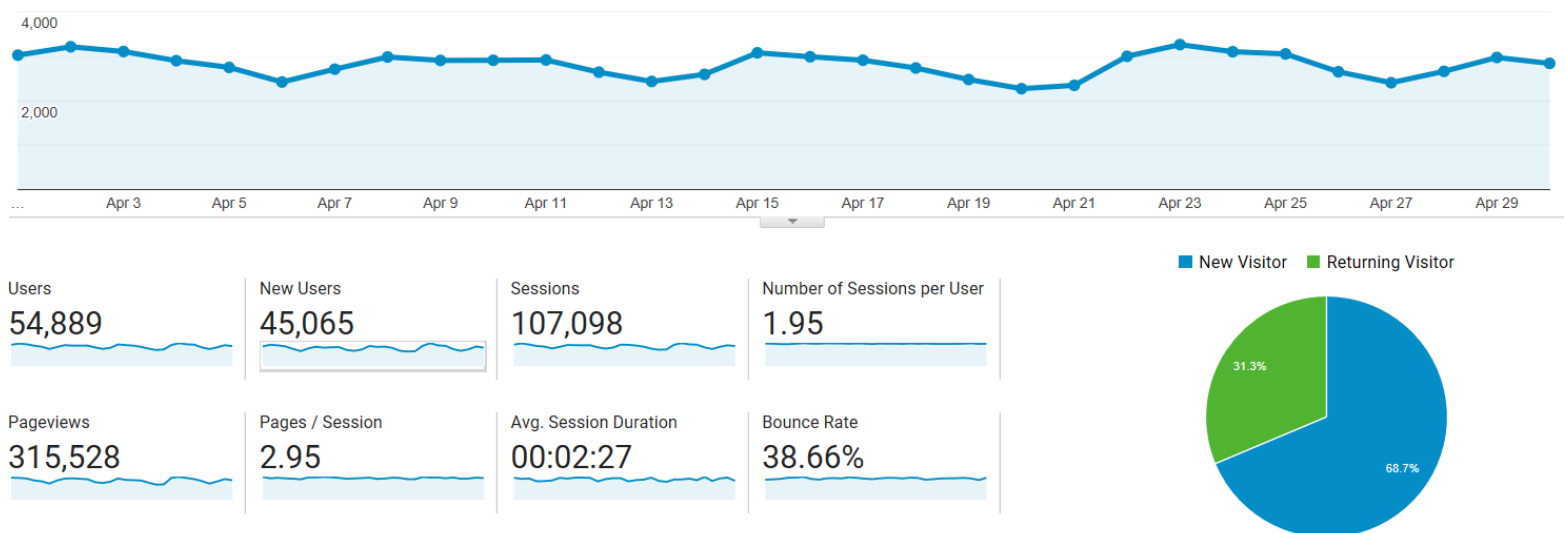 4,000
2,000
... Apr 3 Apr 5 Apr 7 Apr 9 Apr 11 Apr 13 Apr 15 Apr 17 Apr 19 Apr 21 Apr 23 Apr 25 Apr 27 Apr 29
New Visitor Returning Visitor
Users New Users Sessions Number of Sessions per User
54,889 45,065 107,098 1.95
31.3%
Pageviews Pages / Session Avg. Session Duration Bounce Rate
315,528 2.95 00:02:27 38.66%
68.7%